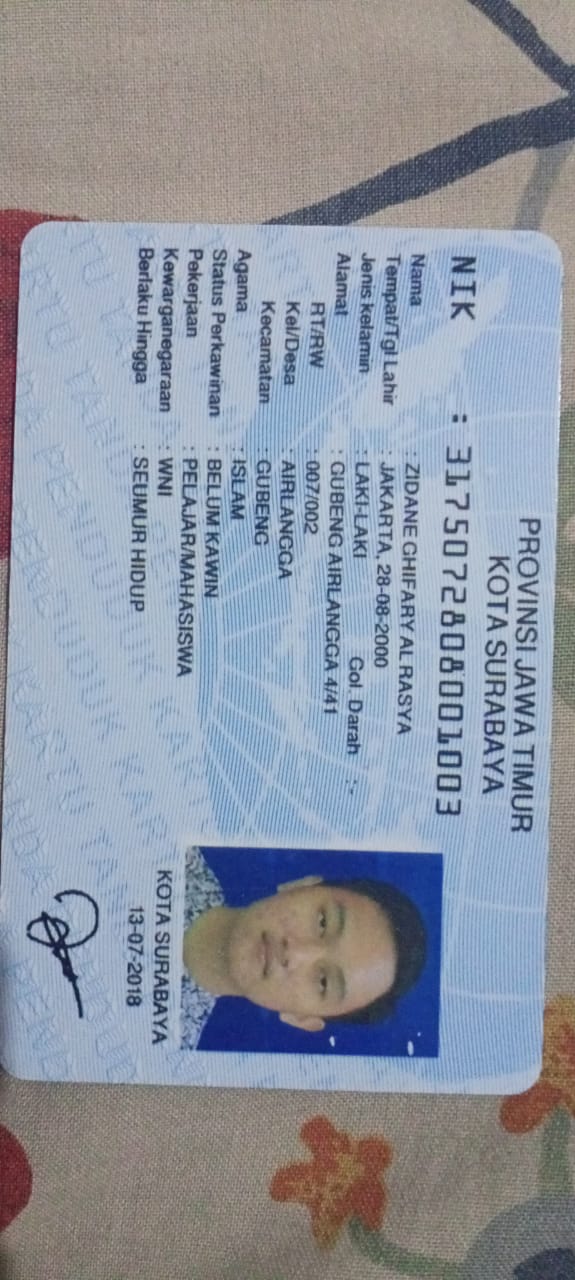 PROVINSI JAWA TIMUR
KOTA SURABAYA
NIK : 3175072808001003
Nama : ZIDANE GHIFARY AL RASYA
Tempat/Tgl Lahir : JAKARTA, 28-08-2000
Jenis kelamin : LAKI-LAKI Gol. Darah : -
Alamat : GUBENG AIRLANGGA 4/41
RT/RW : 007/002
Kel/Desa : AIRLANGGA
Kecamatan : GUBENG
Agama : ISLAM
Status Perkawinan : BELUM KAWIN
Pekerjaan : PELAJAR/MAHASISWA
Kewarganegaraan : WNI
Berlaku Hingga : SEUMUR HIDUP
KOTA SURABAYA
13-07-2018